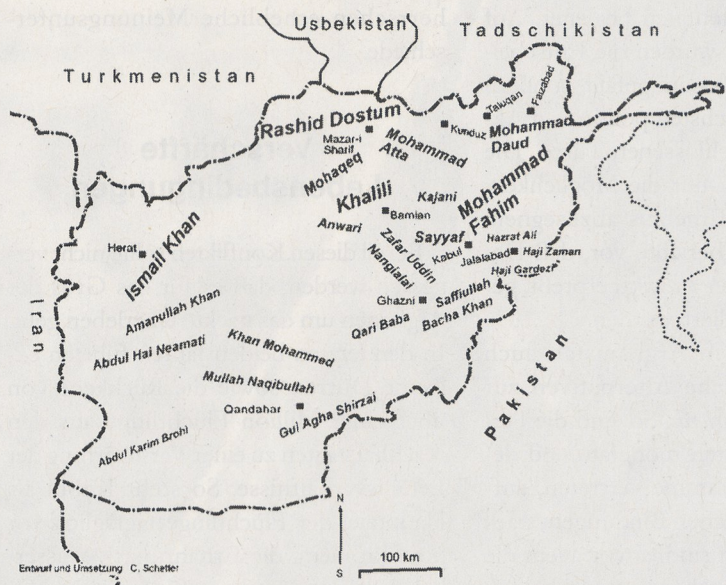 Usbekistan
Tadschikistan
Turkmenistan
Rashid Dostum
Mazar-i
Sharif
Taluqan
Faizabad
Kunduz
Mohammad
Daud
Mohammad
Atta
Mohaqeq
Khalili
Kajani
Mohammad
Fahim
Bamian
Anwari
Zafar Uddin
Nangialai
Sayyaf
Hazrat Ali
Kabul
Jalalabad
Haji Zaman
Haji Gardezi
Herat
Ismail Khan
Iran
Ghazni
Saffiullah
Bacha Khan
Qari Baba
Amanullah Khan
Abdul Hai Neamati
Khan Mohammed
Mullah Naqibullah
Qandahar
Gul Agha Shirzai
Abdul Karim Brohi
Pakistan
N
S
100 km
Entwurf und Umsetzung C. Schetter